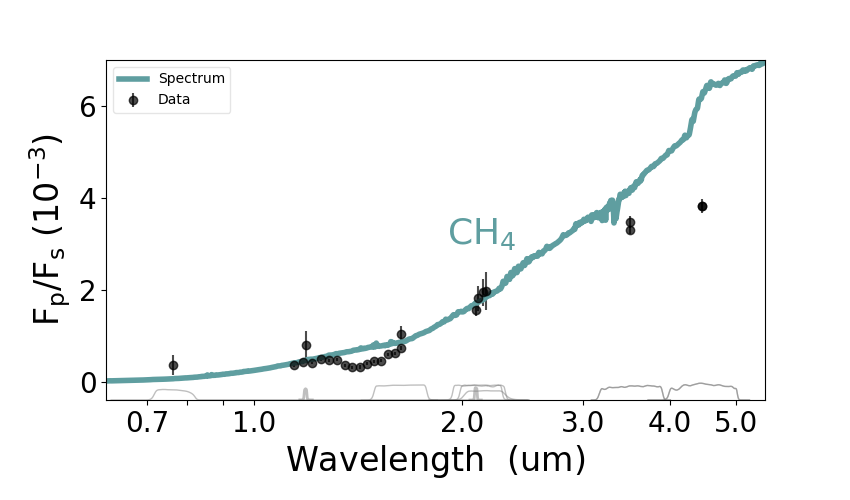 Spectrum
Data
CH₄
6
4
2
0
Fₚ/Fₛ (10⁻³)
0.7 1.0 2.0 3.0 4.0 5.0
Wavelength (um)